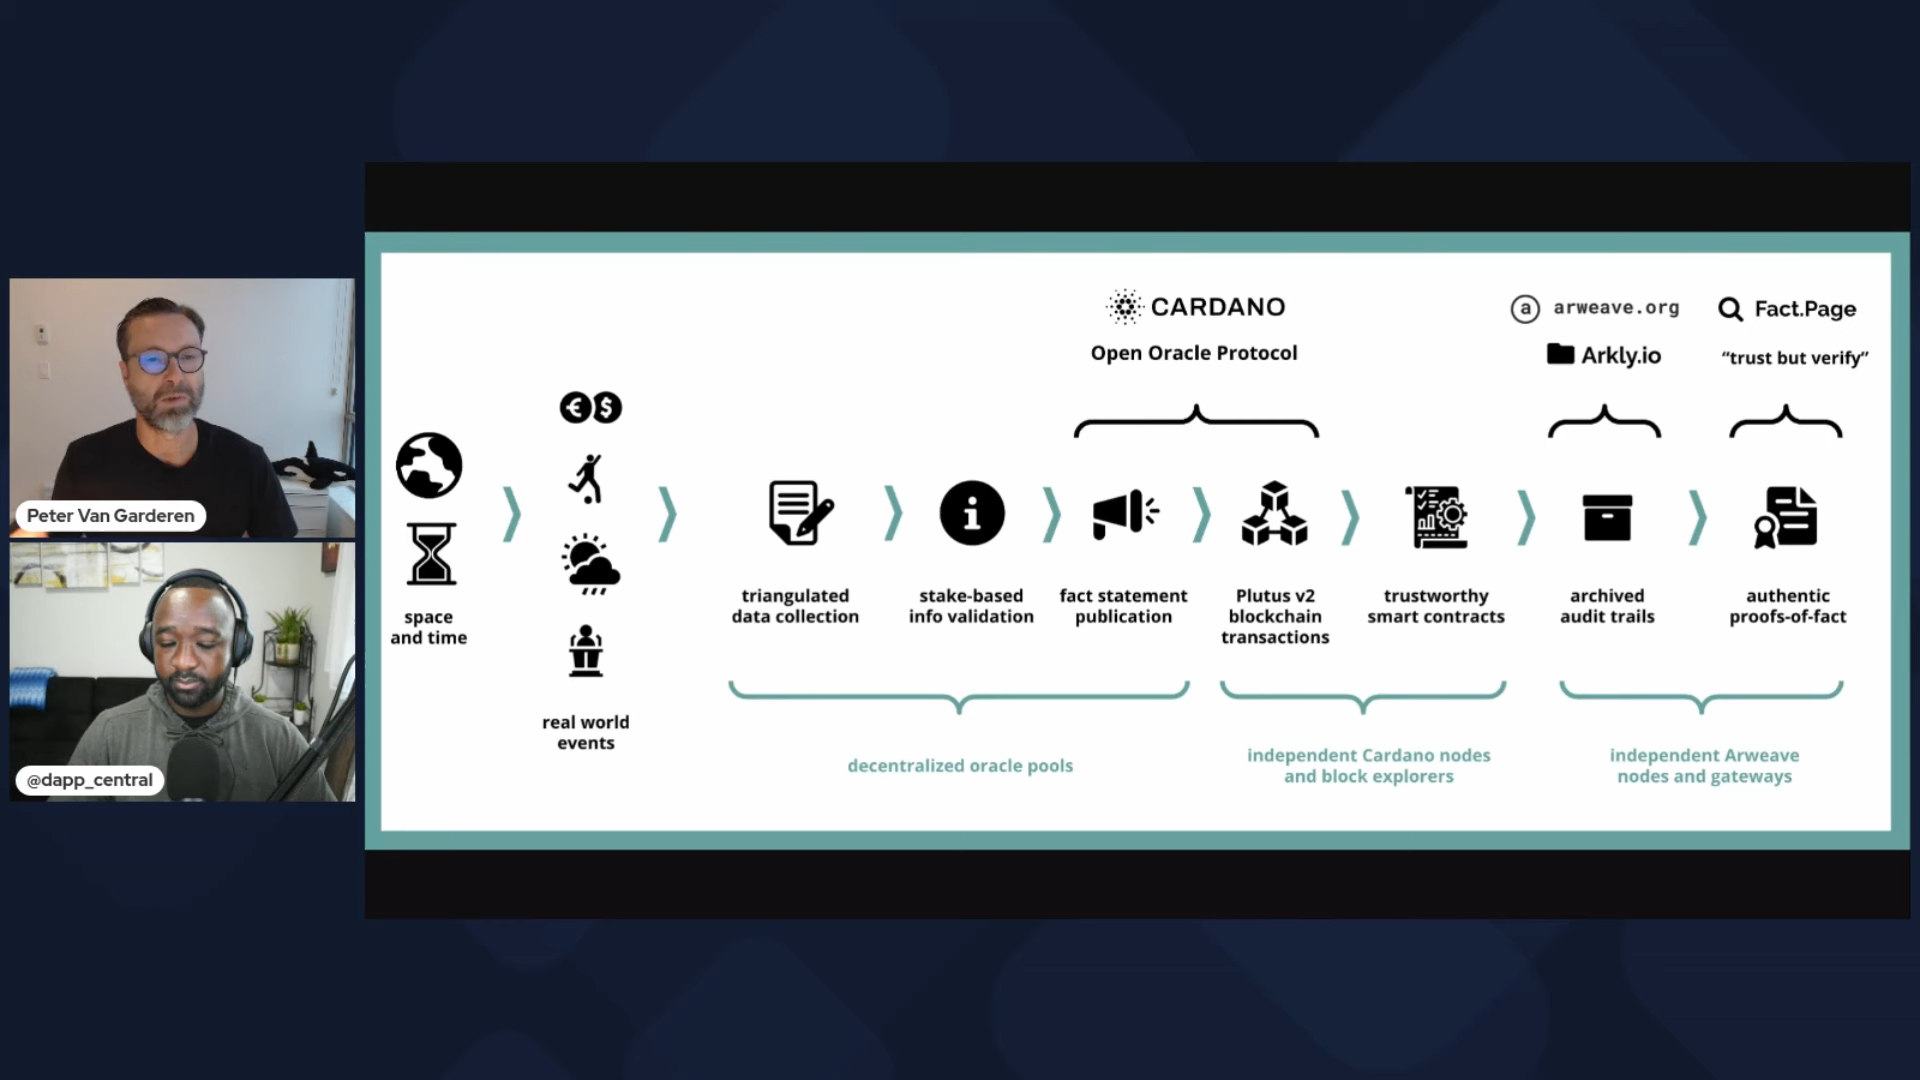 Peter Van Garderen
@dapp_central
CARDANO
Open Oracle Protocol
a arweave.org
Arkly.io
Fact.Page
“trust but verify”
€ $
space
and time
real world
events
triangulated
data collection
i
stake-based
info validation
fact statement
publication
Plutus v2
blockchain
transactions
trustworthy
smart contracts
archived
audit trails
authentic
proofs-of-fact
decentralized oracle pools
independent Cardano nodes
and block explorers
independent Arweave
nodes and gateways